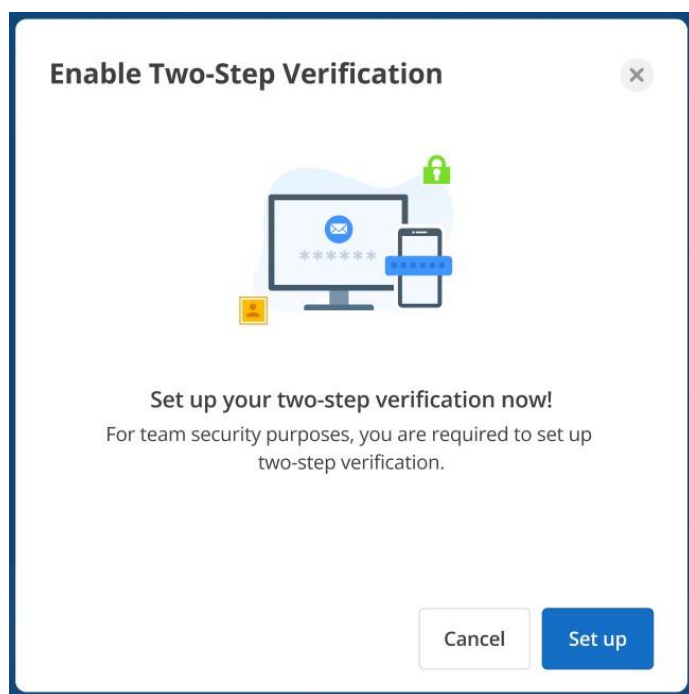 Enable Two-Step Verification
******
******
Set up your two-step verification now!
For team security purposes, you are required to set up
two-step verification.
Cancel
Set up